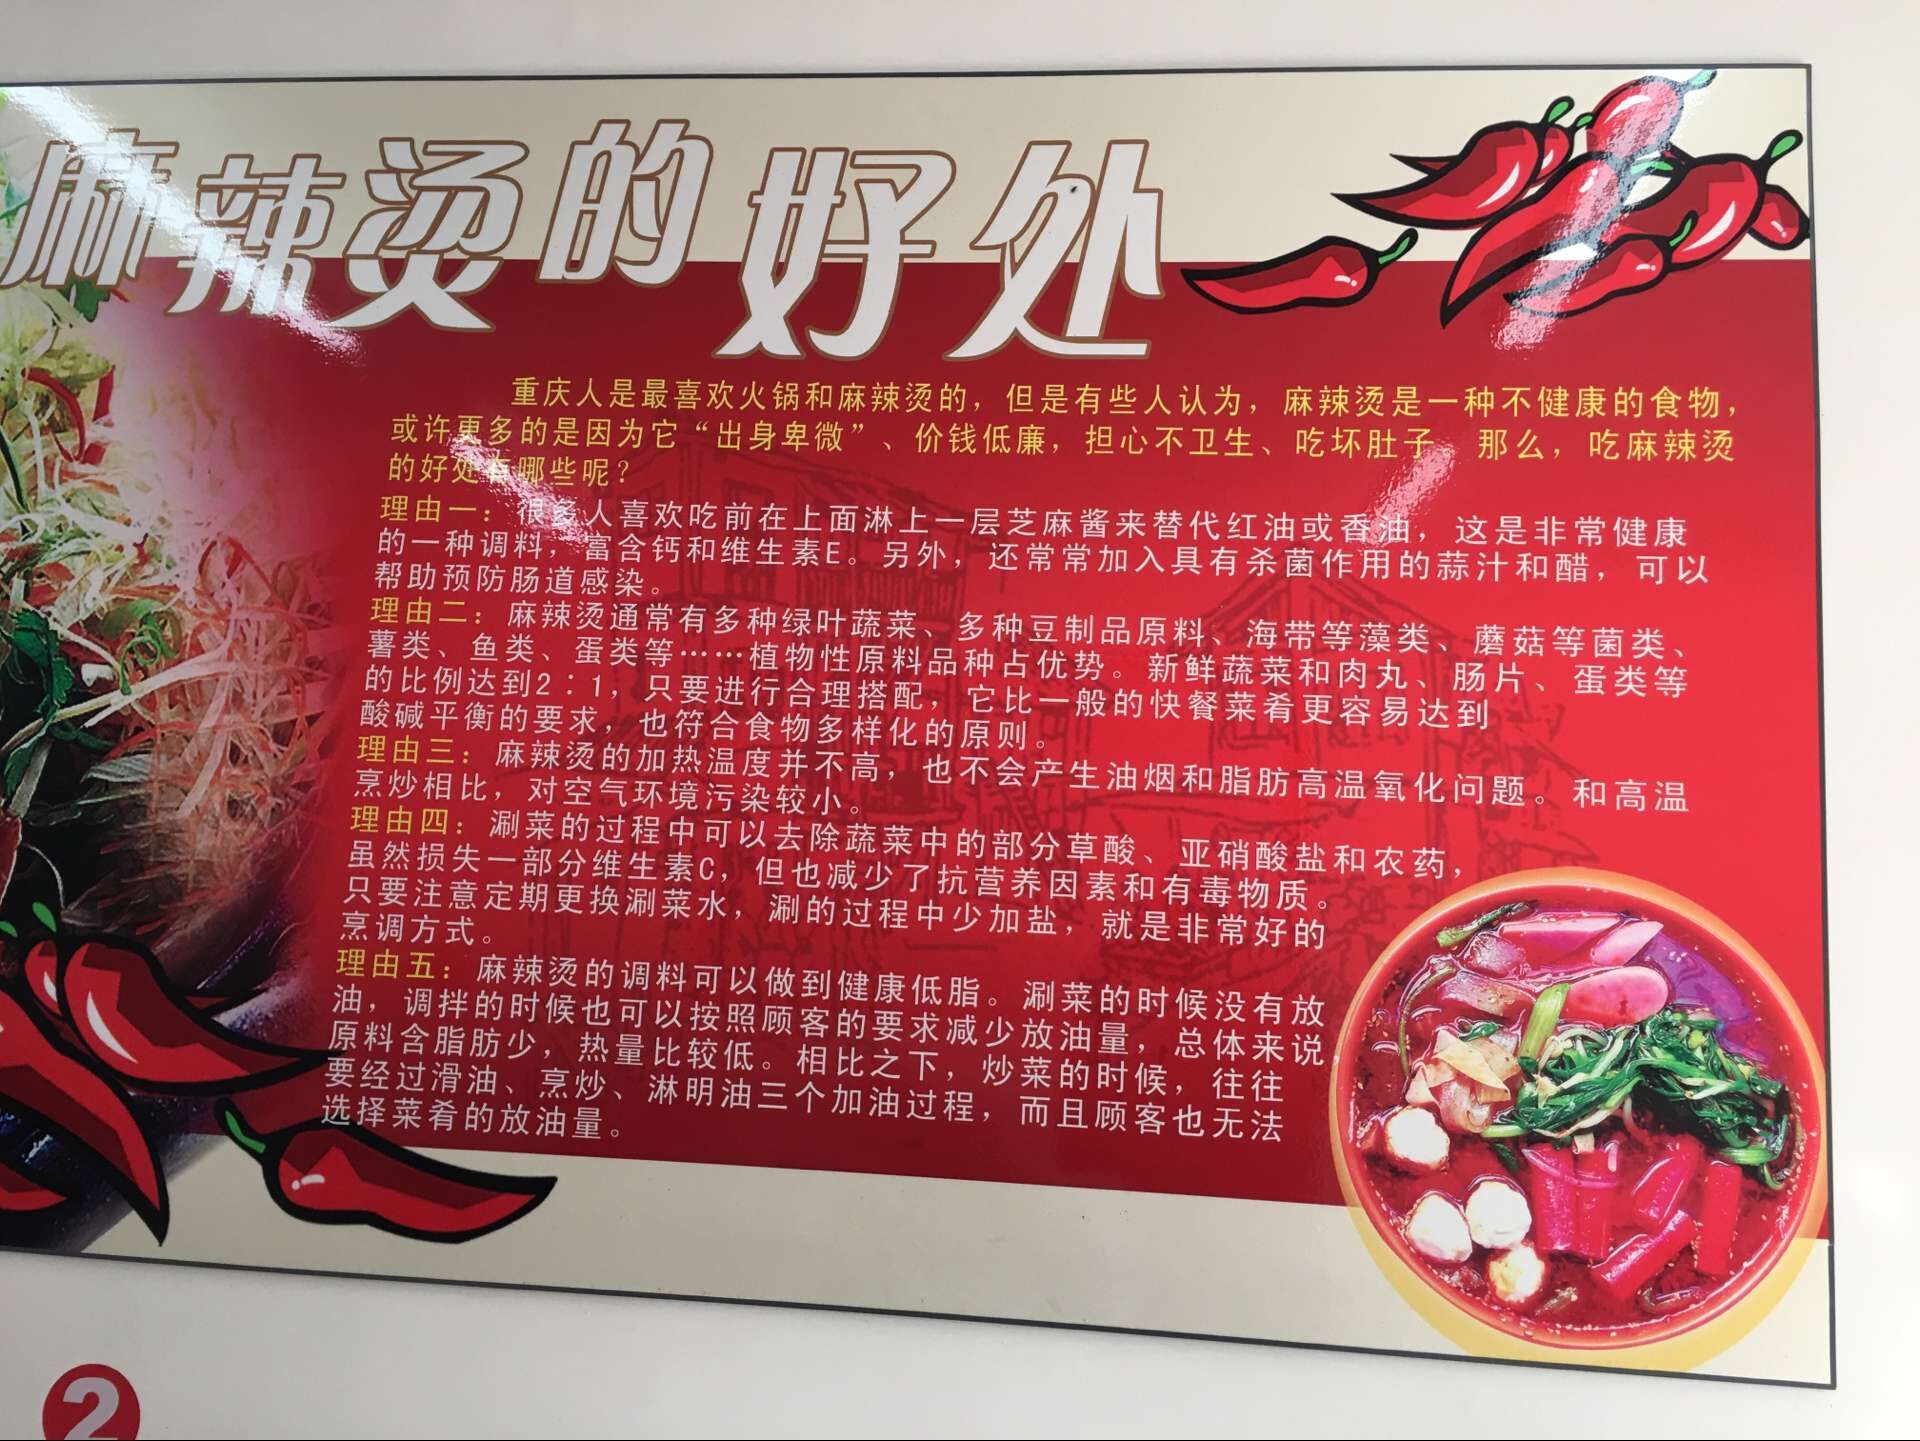 麻辣烫的好处
重庆人是最喜欢火锅和麻辣烫的，但是有些人认为，麻辣烫是一种不健康的食物，
或许更多的是因为它“出身卑微”、价钱低廉，担心不卫生、吃坏肚子 那么，吃麻辣烫
的好处有哪些呢？
理由一：很多人喜欢吃前在上面淋上一层芝麻酱来替代红油或香油，这是非常健康
的一种调料，富含钙和维生素E。另外，还常常加入具有杀菌作用的蒜汁和醋，可以
帮助预防肠道感染。
理由二：麻辣烫通常有多种绿叶蔬菜、多种豆制品原料、海带等藻类、蘑菇等菌类、
薯类、鱼类、蛋类等……植物性原料品种占优势。新鲜蔬菜和肉丸、肠片、蛋类等
的比例达到2：1，只要进行合理搭配，它比一般的快餐菜肴更容易达到
酸碱平衡的要求，也符合食物多样化的原则。
理由三：麻辣烫的加热温度并不高，也不会产生油烟和脂肪高温氧化问题。和高温
烹炒相比，对空气环境污染较小。
理由四：涮菜的过程中可以去除蔬菜中的部分草酸、亚硝酸盐和农药，
虽然损失一部分维生素C，但也减少了抗营养因素和有毒物质。
只要注意定期更换涮菜水，涮的过程中少加盐，就是非常好的
烹调方式。
理由五：麻辣烫的调料可以做到健康低脂。涮菜的时候没有放
油，调拌的时候也可以按照顾客的要求减少放油量，总体来说
原料含脂肪少，热量比较低。相比之下，炒菜的时候，往往
要经过滑油、烹炒、淋明油三个加油过程，而且顾客也无法
选择菜肴的放油量。
2